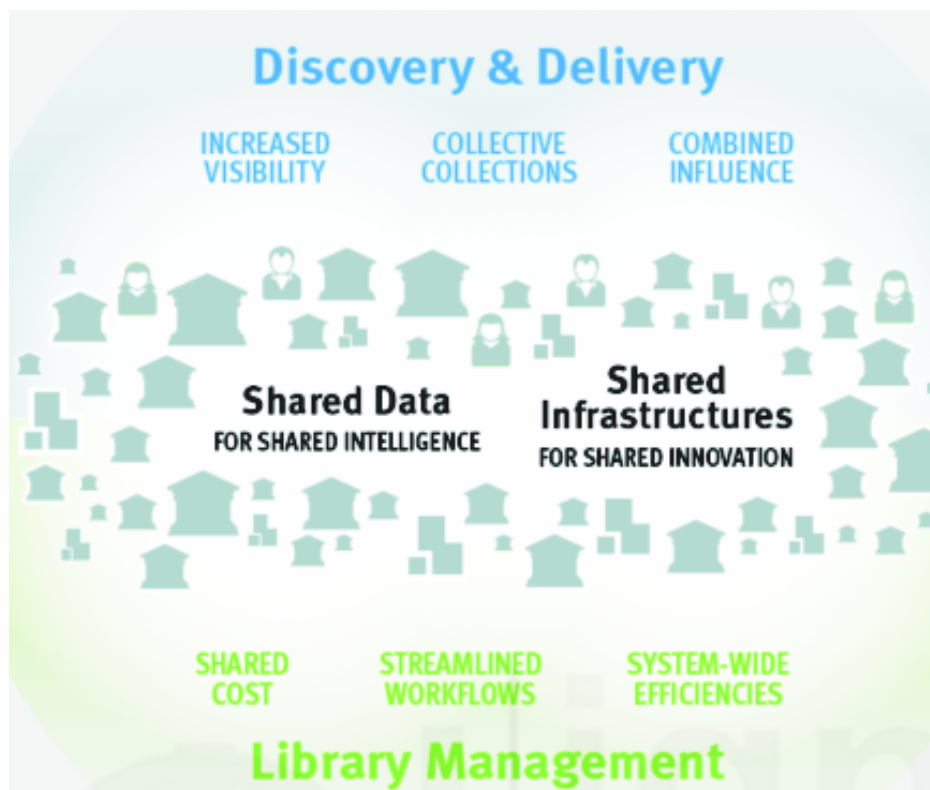 Discovery & Delivery
INCREASED VISIBILITY
COLLECTIVE COLLECTIONS
COMBINED INFLUENCE
Shared Data
FOR SHARED INTELLIGENCE
Shared
Infrastructures
FOR SHARED INNOVATION
SHARED COST
STREAMLINED WORKFLOWS
SYSTEM-WIDE EFFICIENCIES
Library Management